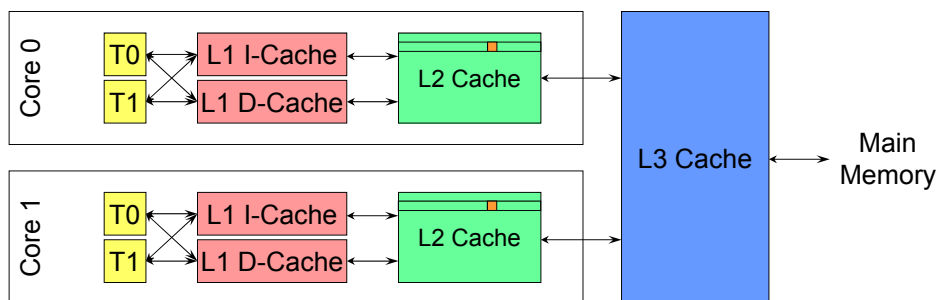 Core 0
T0
T1
L1 I-Cache
L1 D-Cache
L2 Cache
Core 1
T0
T1
L1 I-Cache
L1 D-Cache
L2 Cache
L3 Cache
Main
Memory